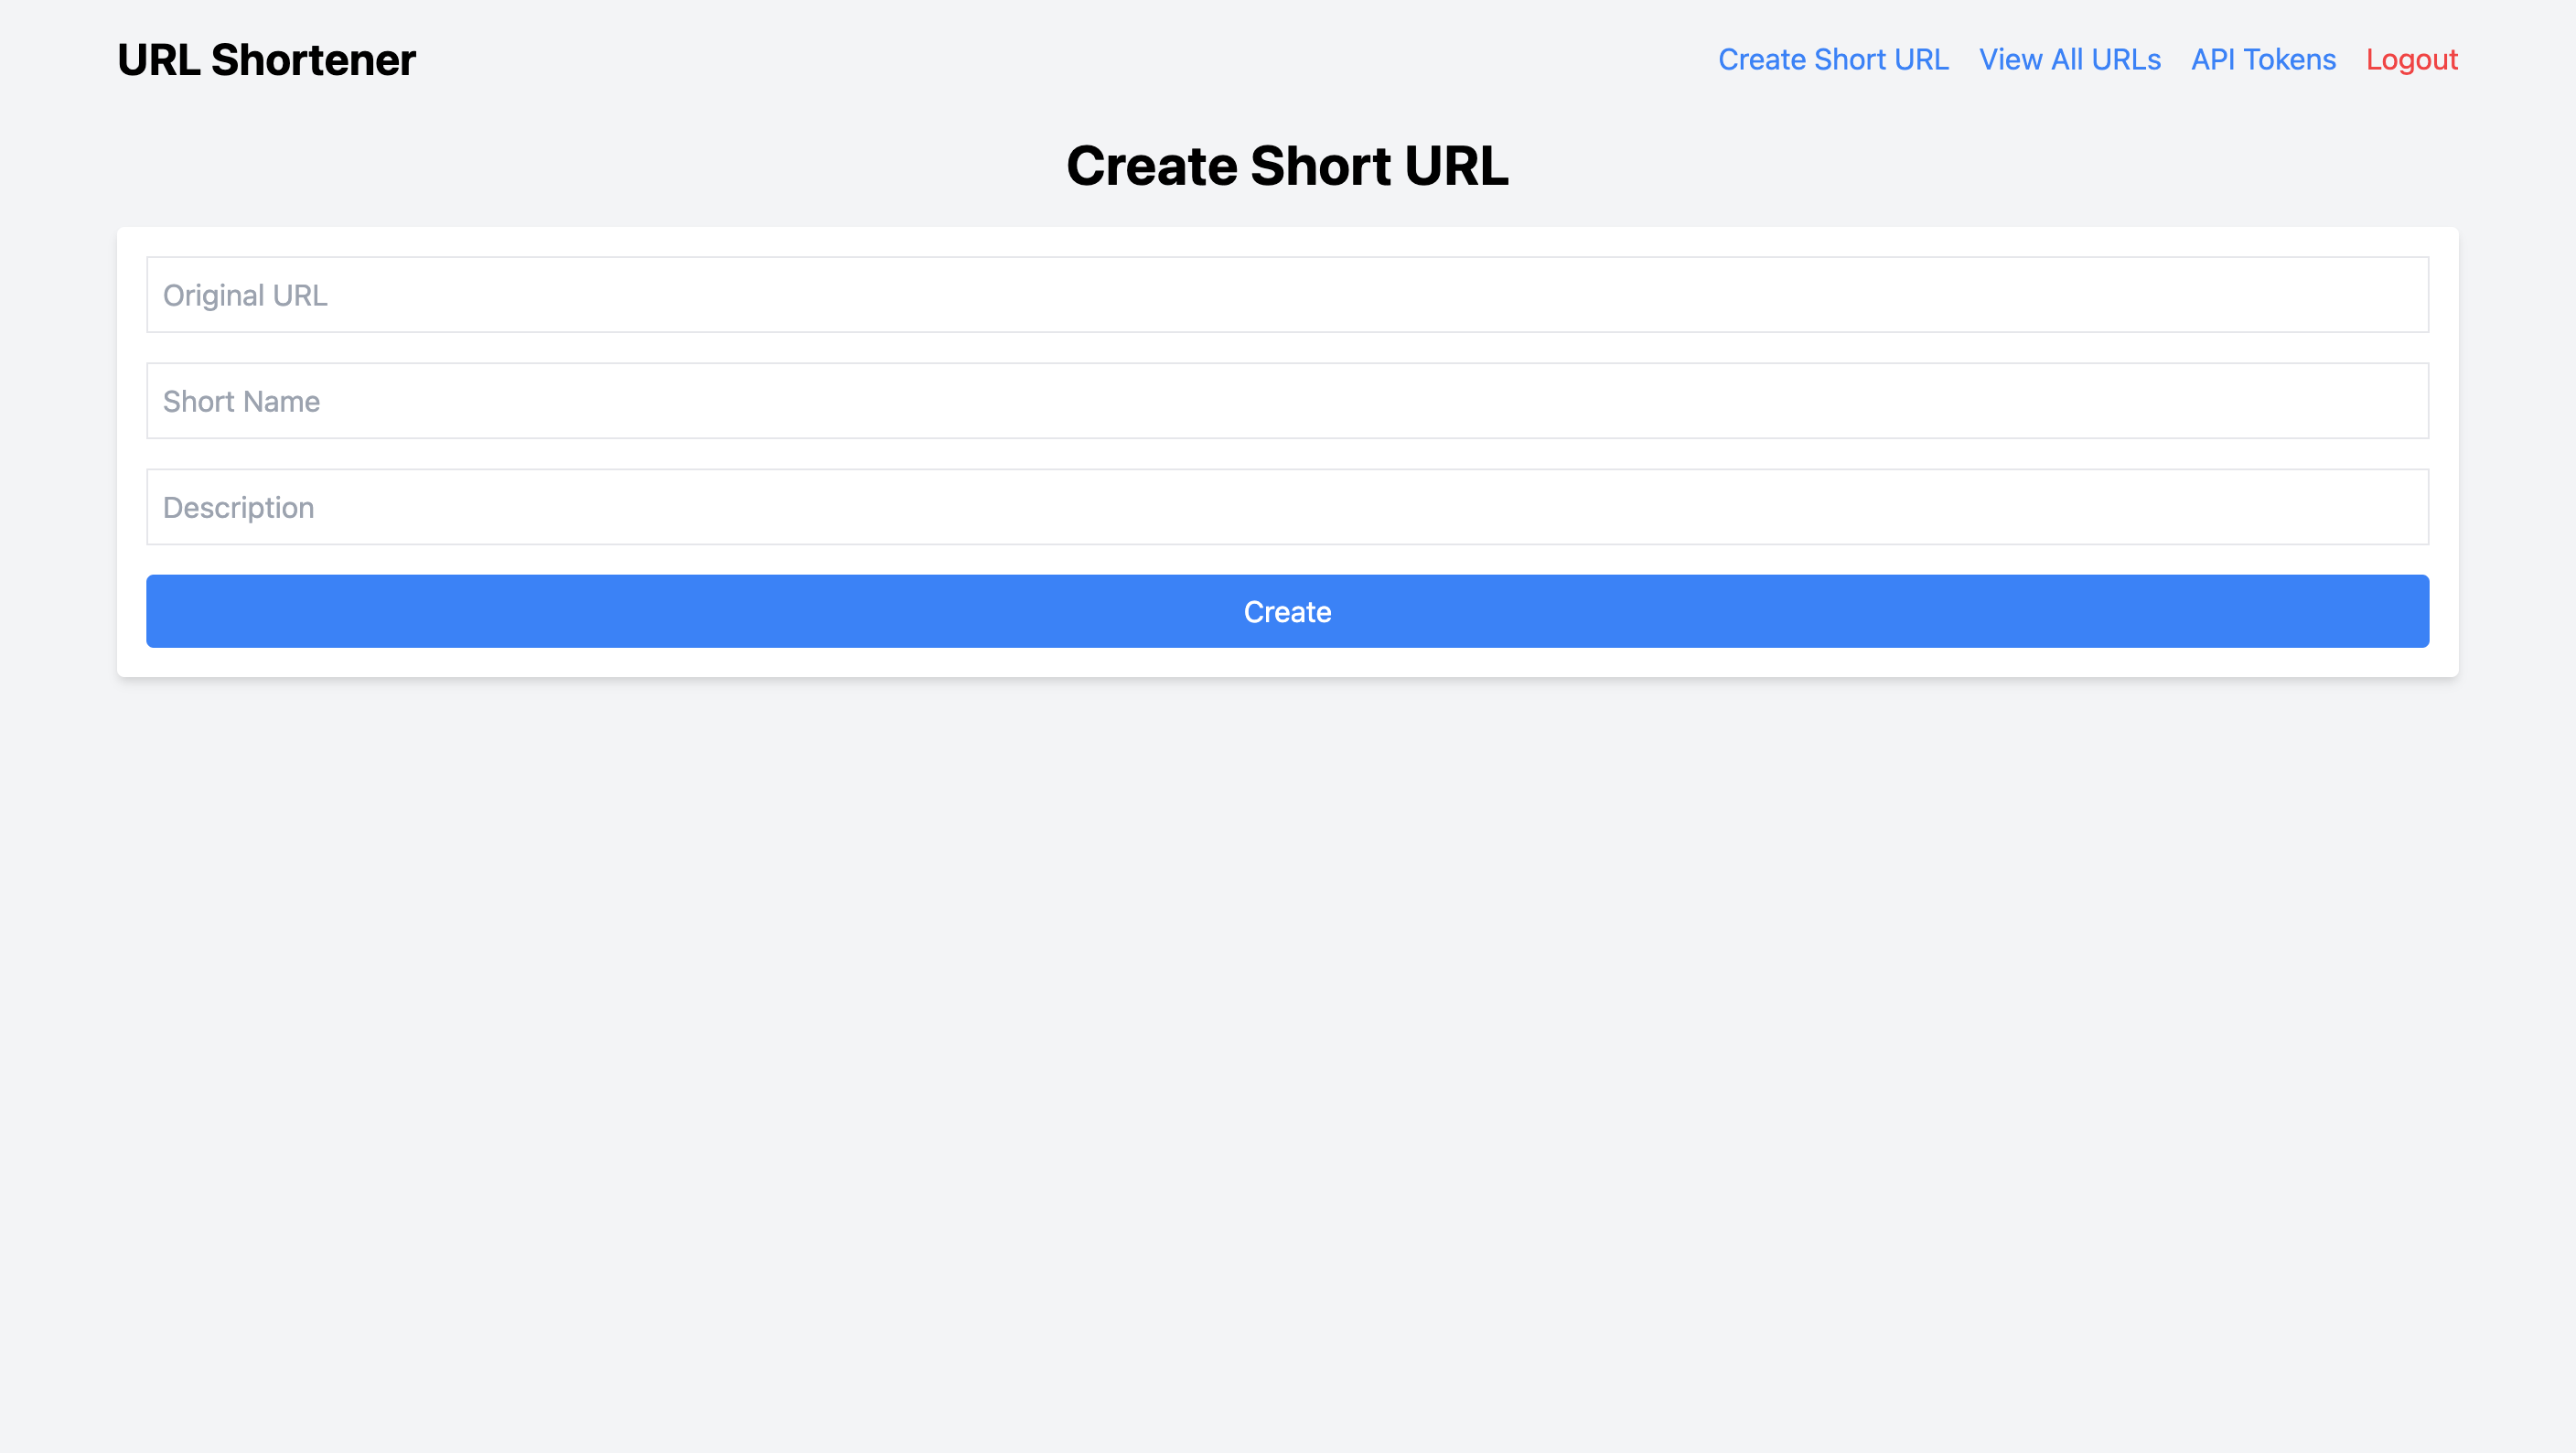 URL Shortener
Create Short URL View All URLs API Tokens Logout
Create Short URL
Original URL
Short Name
Description
Create